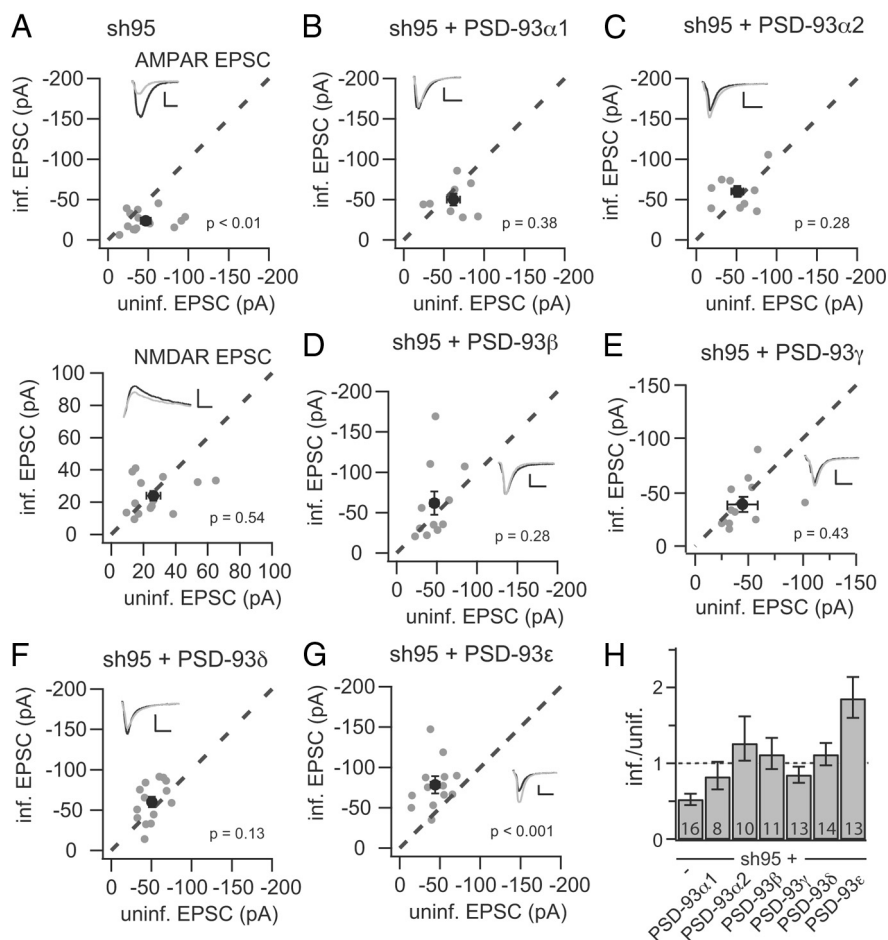 A
sh95
AMPAR EPSC
inf. EPSC (pA)
-200
-150
-100
-50
0
p < 0.01
0 -50 -100 -150 -200
uninf. EPSC (pA)
B
sh95 + PSD-93α1
inf. EPSC (pA)
-200
-150
-100
-50
0
p = 0.38
0 -50 -100 -150 -200
uninf. EPSC (pA)
C
sh95 + PSD-93α2
inf. EPSC (pA)
-200
-150
-100
-50
0
p = 0.28
0 -50 -100 -150 -200
uninf. EPSC (pA)
NMDAR EPSC
inf. EPSC (pA)
100
80
60
40
20
0
p = 0.54
0 20 40 60 80 100
uninf. EPSC (pA)
D
sh95 + PSD-93β
inf. EPSC (pA)
-200
-150
-100
-50
0
p = 0.28
0 -50 -100 -150 -200
uninf. EPSC (pA)
E
sh95 + PSD-93γ
inf. EPSC (pA)
-150
-100
-50
0
p = 0.43
0 -50 -100 -150
uninf. EPSC (pA)
F
sh95 + PSD-93δ
inf. EPSC (pA)
-200
-150
-100
-50
0
p = 0.13
0 -50 -100 -150 -200
uninf. EPSC (pA)
G
sh95 + PSD-93ε
inf. EPSC (pA)
-200
-150
-100
-50
0
p < 0.001
0 -50 -100 -150 -200
uninf. EPSC (pA)
H
inf./unif.
2
1
0
16 8 10 11 13 14 13
sh95 +
-
PSD-93α1
PSD-93α2
PSD-93β
PSD-93γ
PSD-93δ
PSD-93ε